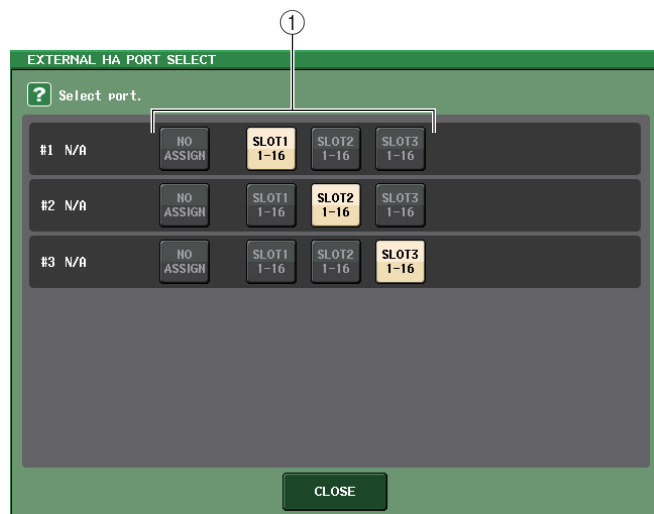 ①
EXTERNAL HA PORT SELECT
? Select port.
#1 N/A NO ASSIGN SLOT1 1-16 SLOT2 1-16 SLOT3 1-16
#2 N/A NO ASSIGN SLOT1 1-16 SLOT2 1-16 SLOT3 1-16
#3 N/A NO ASSIGN SLOT1 1-16 SLOT2 1-16 SLOT3 1-16
CLOSE